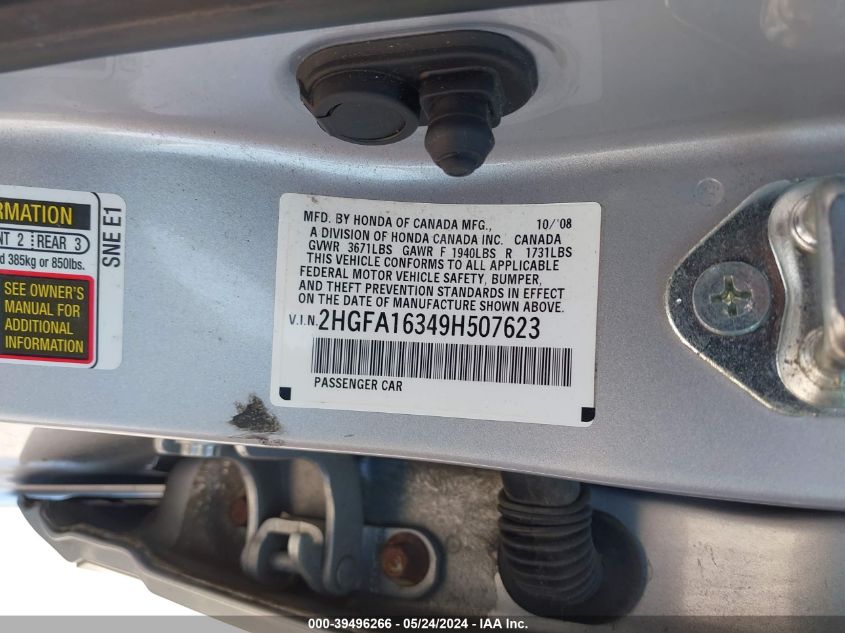 RMATION
NT 2 REAR 3
d 385kg or 850lbs.
SEE OWNER'S
MANUAL FOR
ADDITIONAL
INFORMATION
SNE E1
MFD. BY HONDA OF CANADA MFG., 10/'08
A DIVISION OF HONDA CANADA INC. CANADA
GVWR 3671LBS GAWR F 1940LBS R 1731LBS
THIS VEHICLE CONFORMS TO ALL APPLICABLE
FEDERAL MOTOR VEHICLE SAFETY, BUMPER,
AND THEFT PREVENTION STANDARDS IN EFFECT
ON THE DATE OF MANUFACTURE SHOWN ABOVE.
V.I.N. 2HGFA16349H507623
PASSENGER CAR
000-39496266 - 05/24/2024 - IAA Inc.